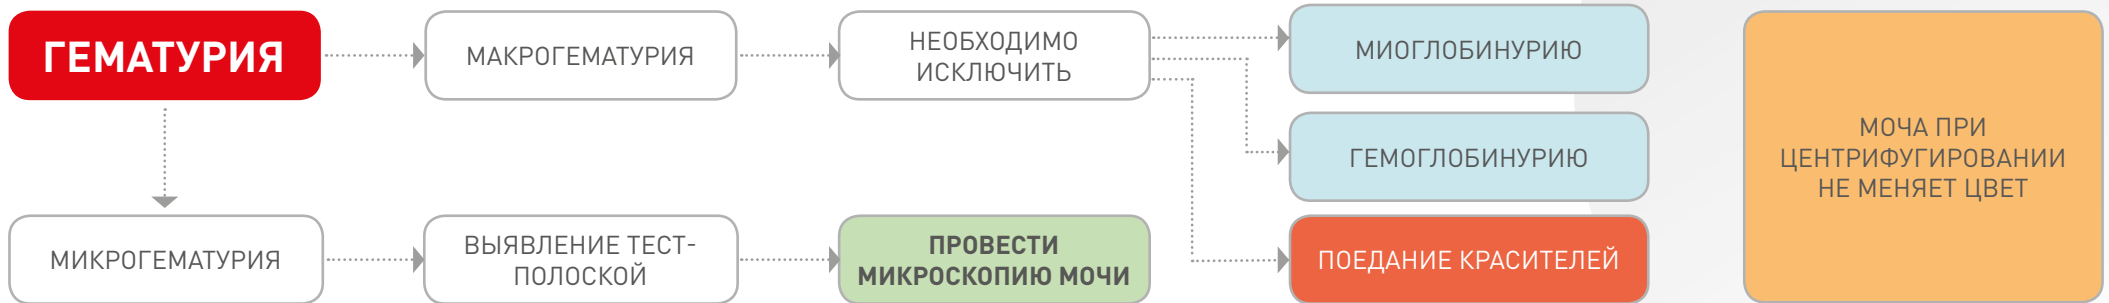 ГЕМАТУРИЯ
МАКРОГЕМАТУРИЯ
НЕОБХОДИМО
ИСКЛЮЧИТЬ
МИОГЛОБИНУРИЮ
ГЕМОГЛОБИНУРИЮ
МОЧА ПРИ
ЦЕНТРИФУГИРОВАНИИ
НЕ МЕНЯЕТ ЦВЕТ
МИКРОГЕМАТУРИЯ
ВЫЯВЛЕНИЕ ТЕСТ-
ПОЛОСКОЙ
ПРОВЕСТИ
МИКРОСКОПИЮ МОЧИ
ПОЕДАНИЕ КРАСИТЕЛЕЙ